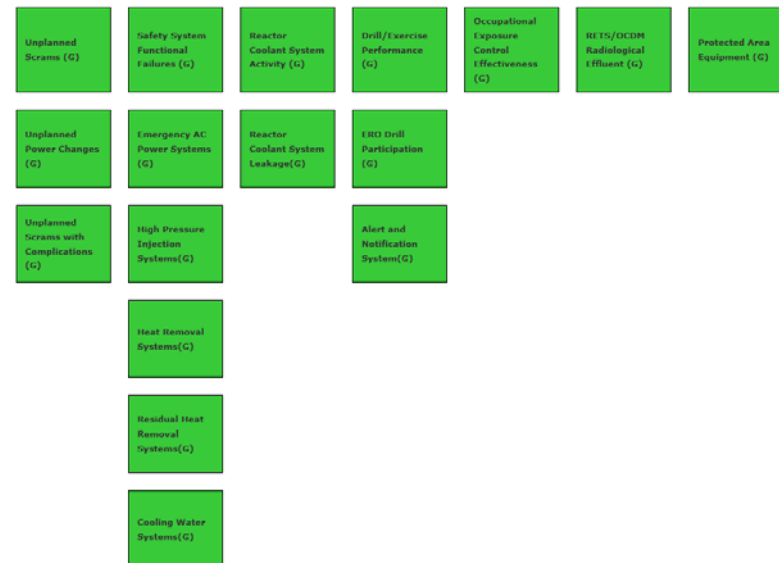 Unplanned
Scrams (G)
Safety System
Functional
Failures (G)
Reactor
Coolant System
Activity (G)
Drill/Exercise
Performance
(G)
Occupational
Exposure
Control
Effectiveness
(G)
RETS/OCDM
Radiological
Effluent (G)
Protected Area
Equipment (G)
Unplanned
Power Changes
(G)
Emergency AC
Power Systems
(G)
Reactor
Coolant System
Leakage(G)
ERO Drill
Participation
(G)
Unplanned
Scrams with
Complications
(G)
High Pressure
Injection
Systems(G)
Alert and
Notification
System(G)
Heat Removal
Systems(G)
Residual Heat
Removal
Systems(G)
Cooling Water
Systems(G)